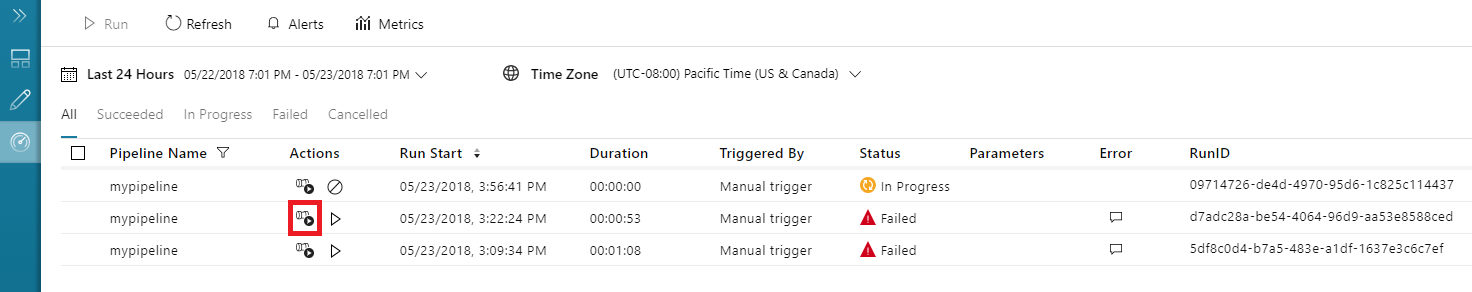 Run Refresh Alerts Metrics
Last 24 Hours 05/22/2018 7:01 PM - 05/23/2018 7:01 PM Time Zone (UTC-08:00) Pacific Time (US & Canada)
All Succeeded In Progress Failed Cancelled
Pipeline Name Actions Run Start Duration Triggered By Status Parameters Error RunID
mypipeline 05/23/2018, 3:56:41 PM 00:00:00 Manual trigger In Progress 09714726-de4d-4970-95d6-1c825c114437
mypipeline 05/23/2018, 3:22:24 PM 00:00:53 Manual trigger Failed d7adc28a-be54-4064-96d9-aa53e8588ced
mypipeline 05/23/2018, 3:09:34 PM 00:01:08 Manual trigger Failed 5df8c0d4-b7a5-483e-a1df-1637e3c6c7ef